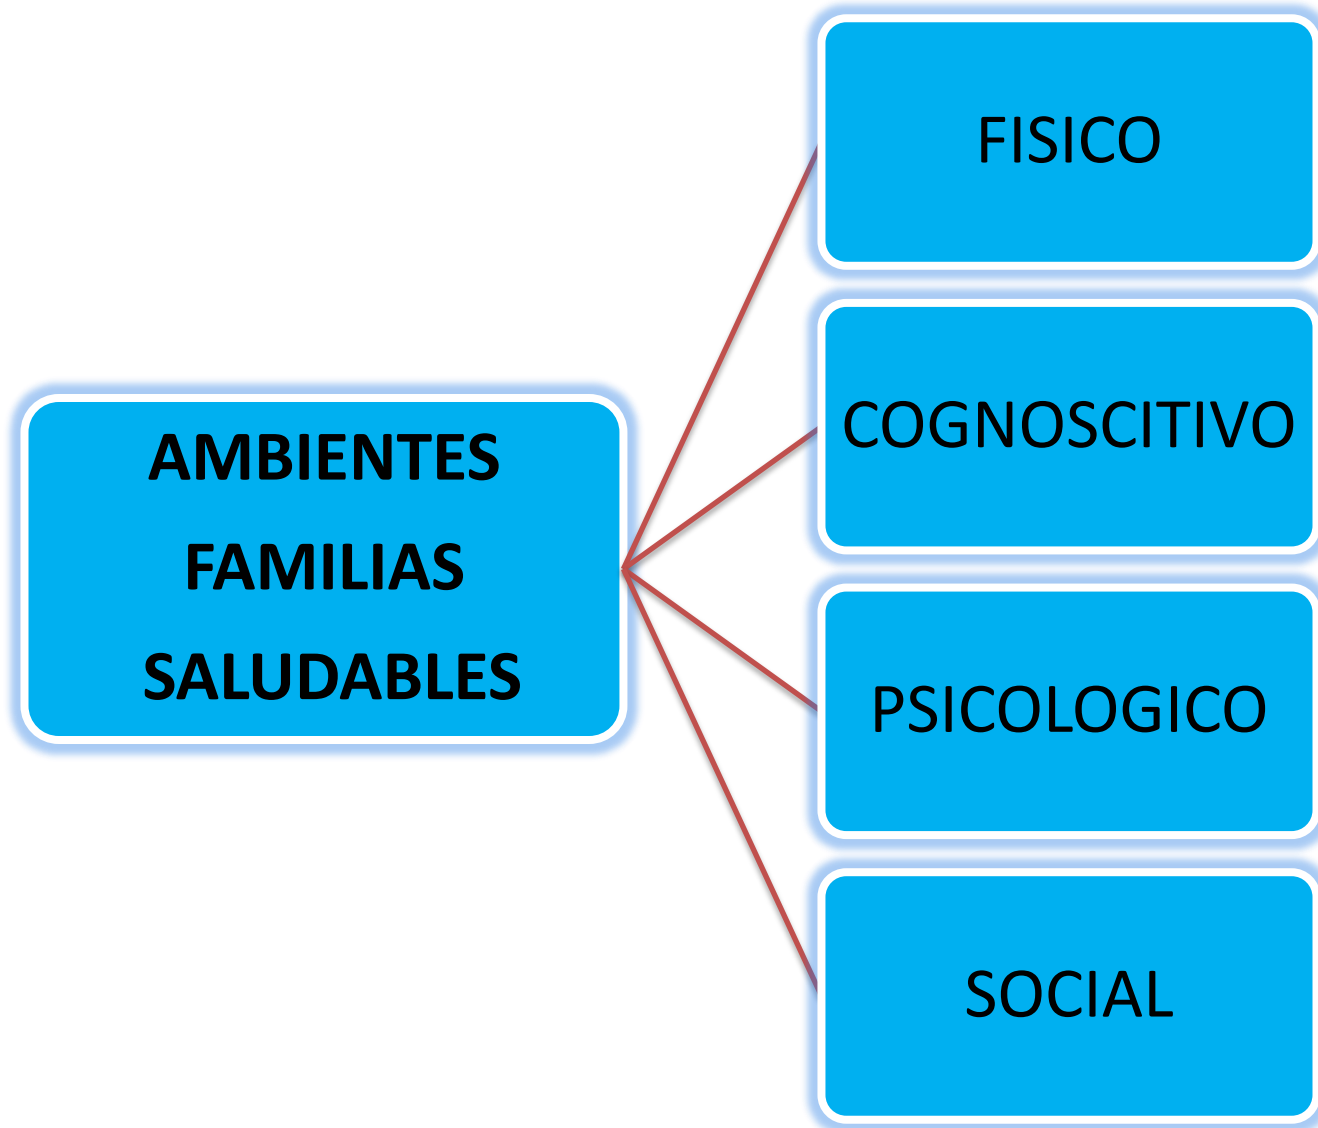 AMBIENTES
FAMILIAS
SALUDABLES
FISICO
COGNOSCITIVO
PSICOLOGICO
SOCIAL